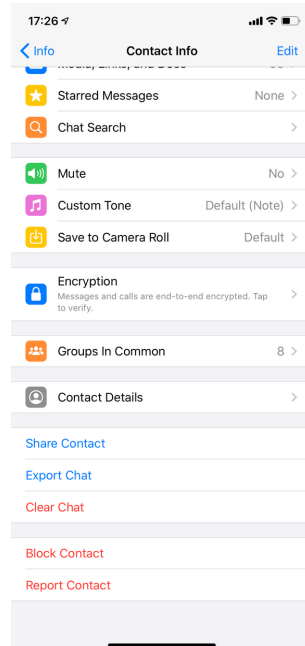 17:26
Info
Contact Info
Edit
Starred Messages
None
Chat Search
Mute
No
Custom Tone
Default (Note)
Save to Camera Roll
Default
Encryption
Messages and calls are end-to-end encrypted. Tap
to verify.
Groups In Common
8
Contact Details
Share Contact
Export Chat
Clear Chat
Block Contact
Report Contact